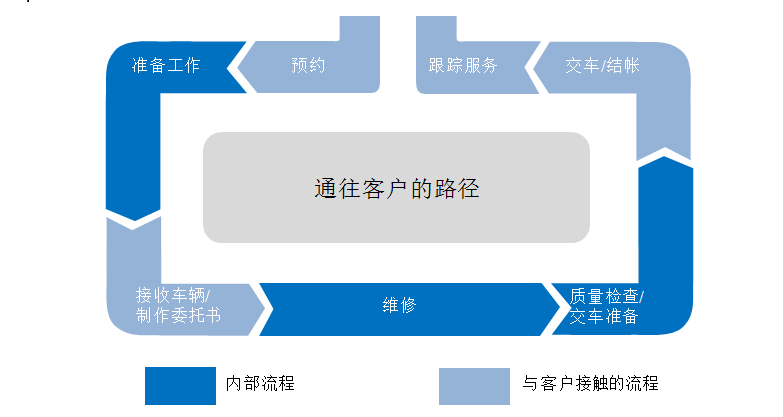 准备工作
预约
跟踪服务
交车/结帐
通往客户的路径
接收车辆/
制作委托书
维修
质量检查/
交车准备
内部流程
与客户接触的流程